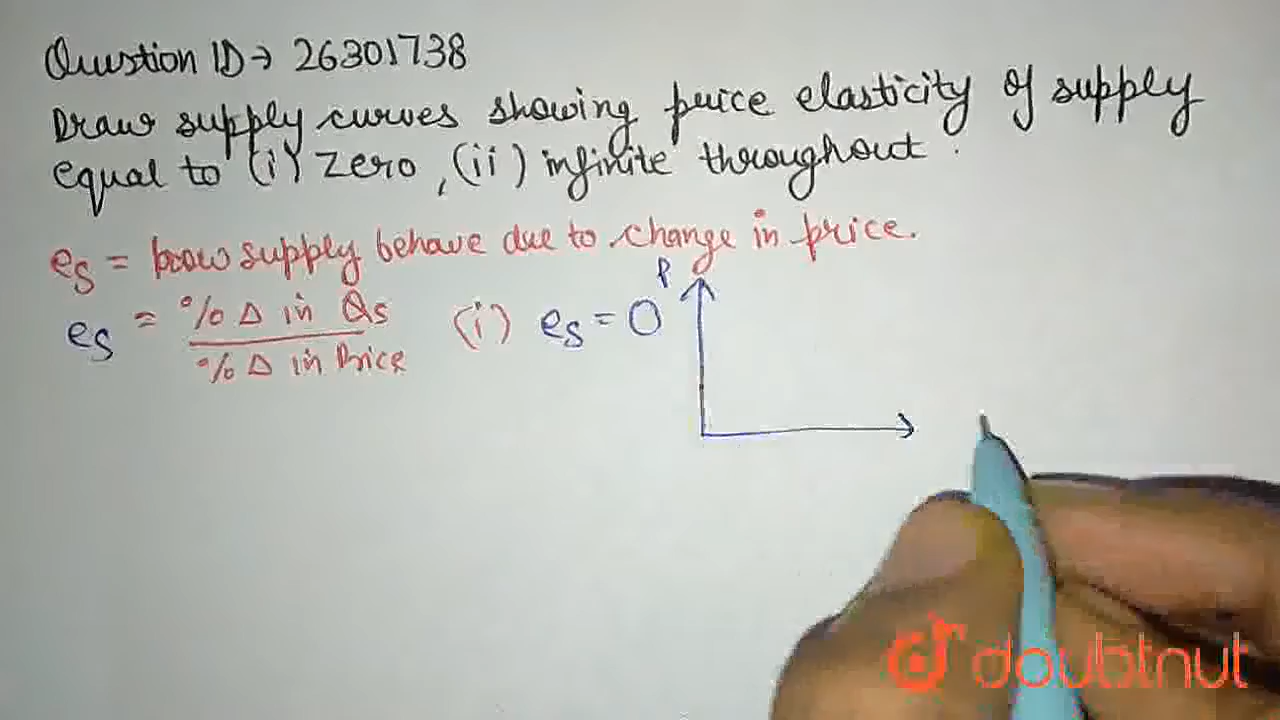 Question ID → 26301738
Draw supply curves showing price elasticity of supply
equal to (i) Zero, (ii) infinite throughout.
es = how supply behave due to change in price.
es = %Δ in Qs / %Δ in Price
(i) es = 0
P
doubtnut